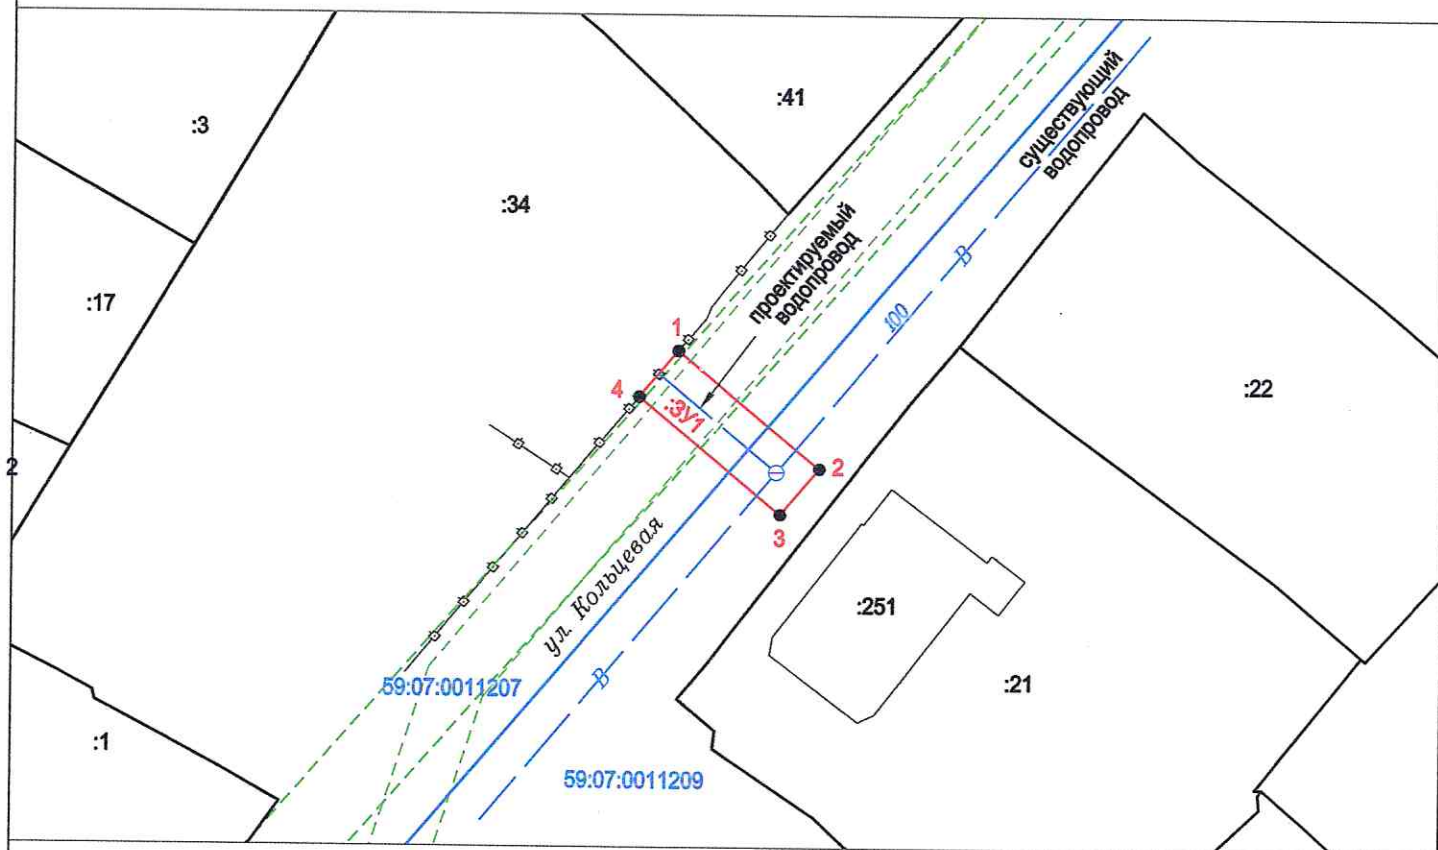 :3
:41
существующий
водопровод
:34
проектируемый
водопровод
:17
В
100
1
4
:ЗУ1
:22
2
2
3
ул. Кольцевая
:251
В
59:07:0011207
:21
:1
59:07:0011209